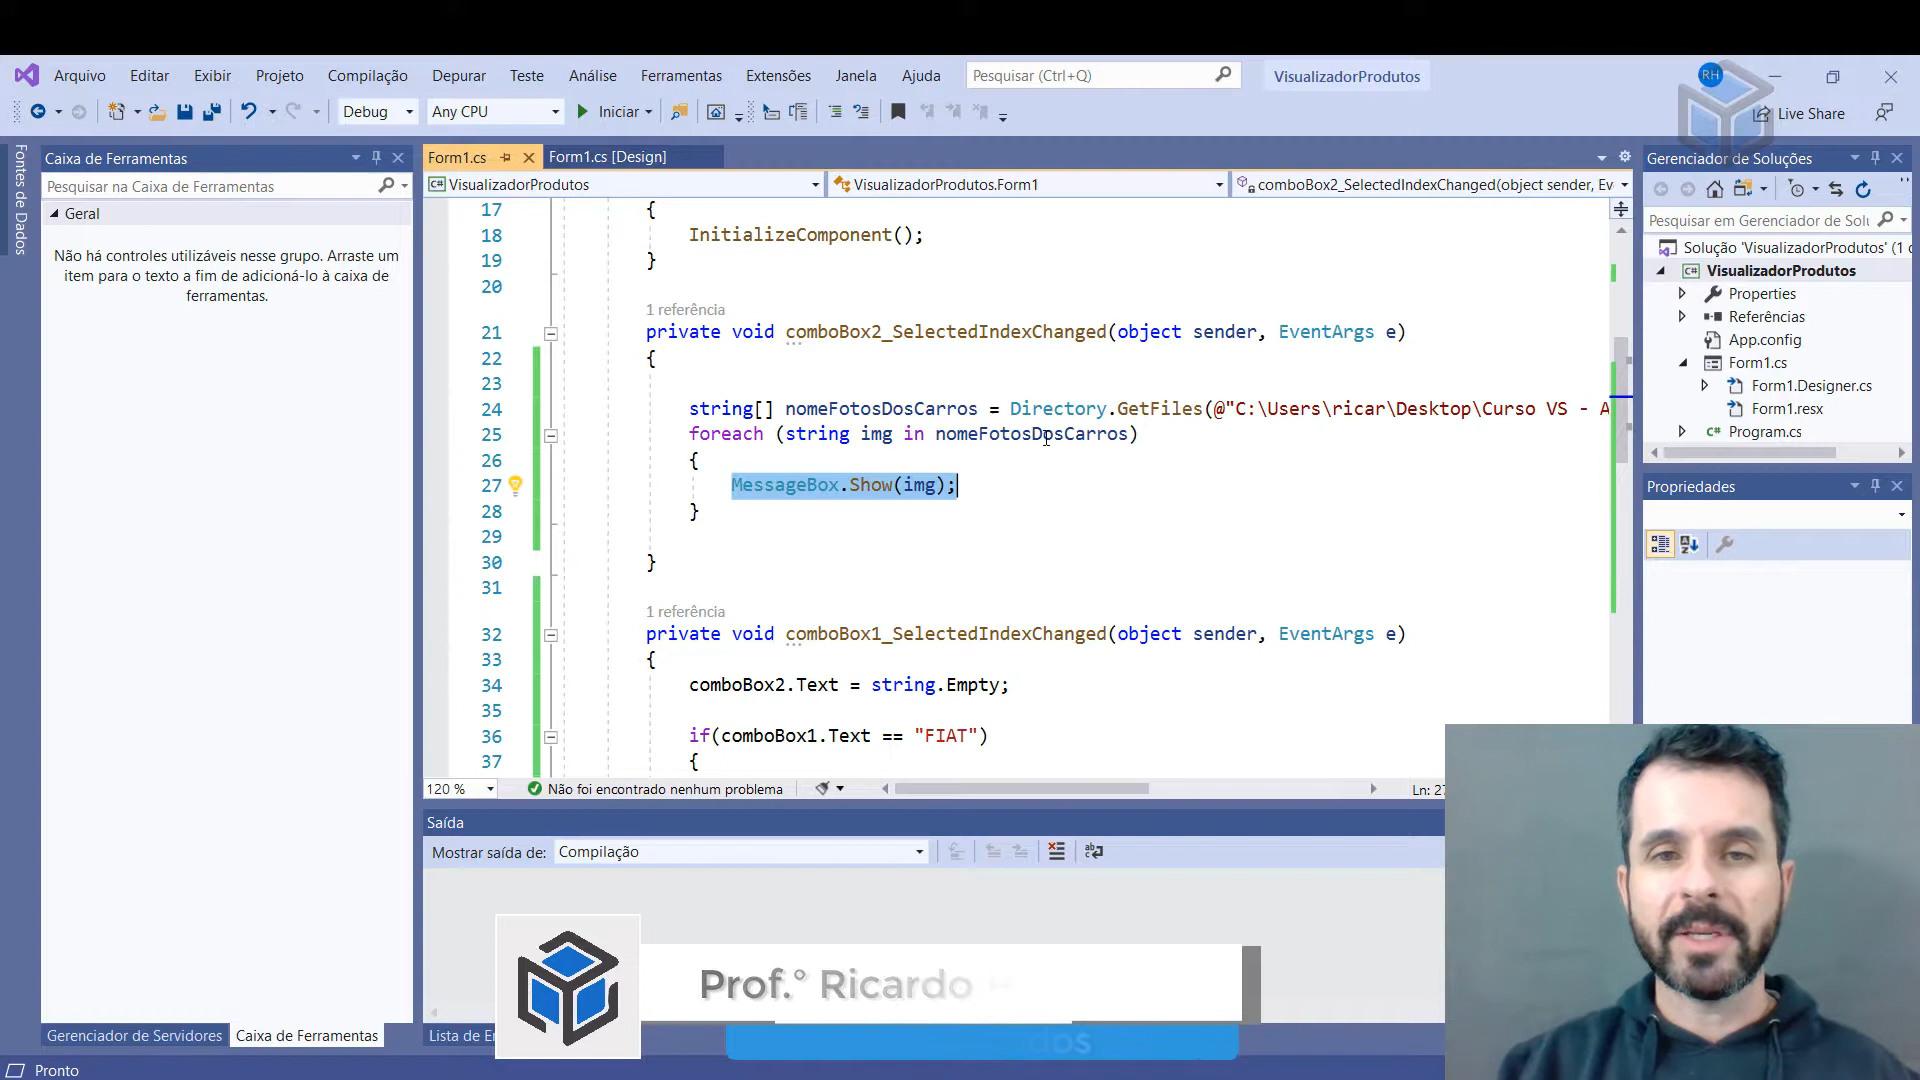 Arquivo Editar Exibir Projeto Compilação Depurar Teste Análise Ferramentas Extensões Janela Ajuda Pesquisar (Ctrl+Q) VisualizadorProdutos RH
Debug Any CPU Iniciar Live Share
Fontes de Dados
Caixa de Ferramentas
Pesquisar na Caixa de Ferramentas
Geral
Não há controles utilizáveis nesse grupo. Arraste um
item para o texto a fim de adicioná-lo à caixa de
ferramentas.
Gerenciador de Servidores Caixa de Ferramentas
Form1.cs Form1.cs [Design]
VisualizadorProdutos VisualizadorProdutos.Form1 comboBox2_SelectedIndexChanged(object sender, Ev
17 {
18 InitializeComponent();
19 }
20
1 referência
21 private void comboBox2_SelectedIndexChanged(object sender, EventArgs e)
22 {
23
24 string[] nomeFotosDosCarros = Directory.GetFiles(@"C:\Users\ricar\Desktop\Curso VS - A
25 foreach (string img in nomeFotosDosCarros)
26 {
27 MessageBox.Show(img);
28 }
29
30 }
31
1 referência
32 private void comboBox1_SelectedIndexChanged(object sender, EventArgs e)
33 {
34 comboBox2.Text = string.Empty;
35
36 if(comboBox1.Text == "FIAT")
37 {
120 % Não foi encontrado nenhum problema Ln: 27
Saída
Mostrar saída de: Compilação
Lista de E
Prof.° Ricardo
dos
Gerenciador de Soluções
Pesquisar em Gerenciador de Solu
Solução 'VisualizadorProdutos' (1 c
VisualizadorProdutos
Properties
Referências
App.config
Form1.cs
Form1.Designer.cs
Form1.resx
Program.cs
Propriedades
Pronto